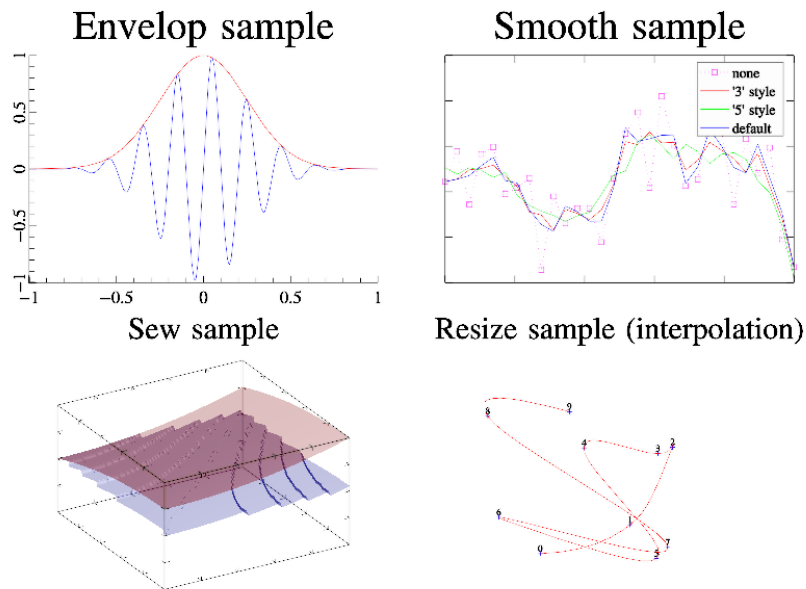 Envelop sample
Smooth sample
1
0.5
0
−0.5
−1
−1
−0.5
0
0.5
1
none
'3' style
'5' style
default
Sew sample
Resize sample (interpolation)
8
9
4
3
2
6
1
0
7
5